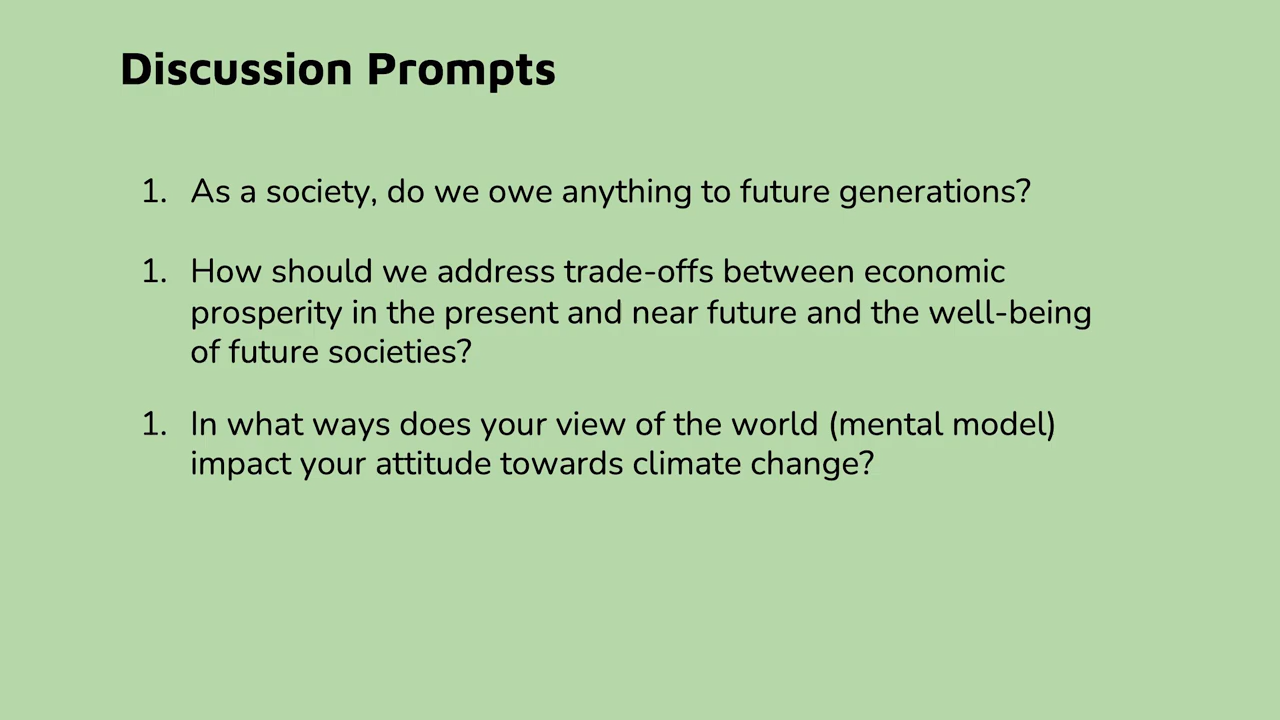 Discussion Prompts
1. As a society, do we owe anything to future generations?
1. How should we address trade-offs between economic
prosperity in the present and near future and the well-being
of future societies?
1. In what ways does your view of the world (mental model)
impact your attitude towards climate change?